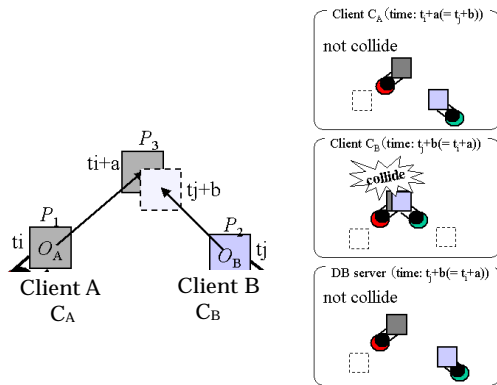 P3
ti+a
tj+b
P1
P2
ti
OA
OB
tj
Client A
CA
Client B
CB
Client CA (time: ti+a(= tj+b))
not collide
Client CB (time: tj+b(= ti+a))
collide
DB server (time: tj+b(= ti+a))
not collide